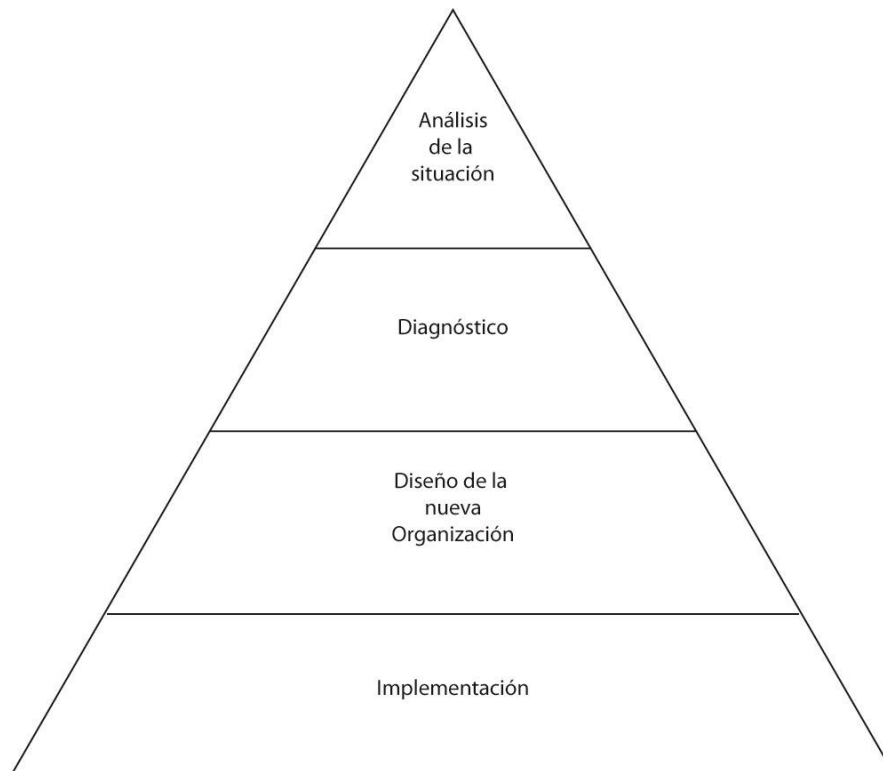 Análisis
de la
situación
Diagnóstico
Diseño de la
nueva
Organización
Implementación